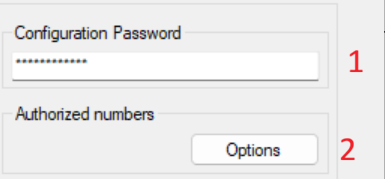 Configuration Password
************
1
Authorized numbers
Options
2